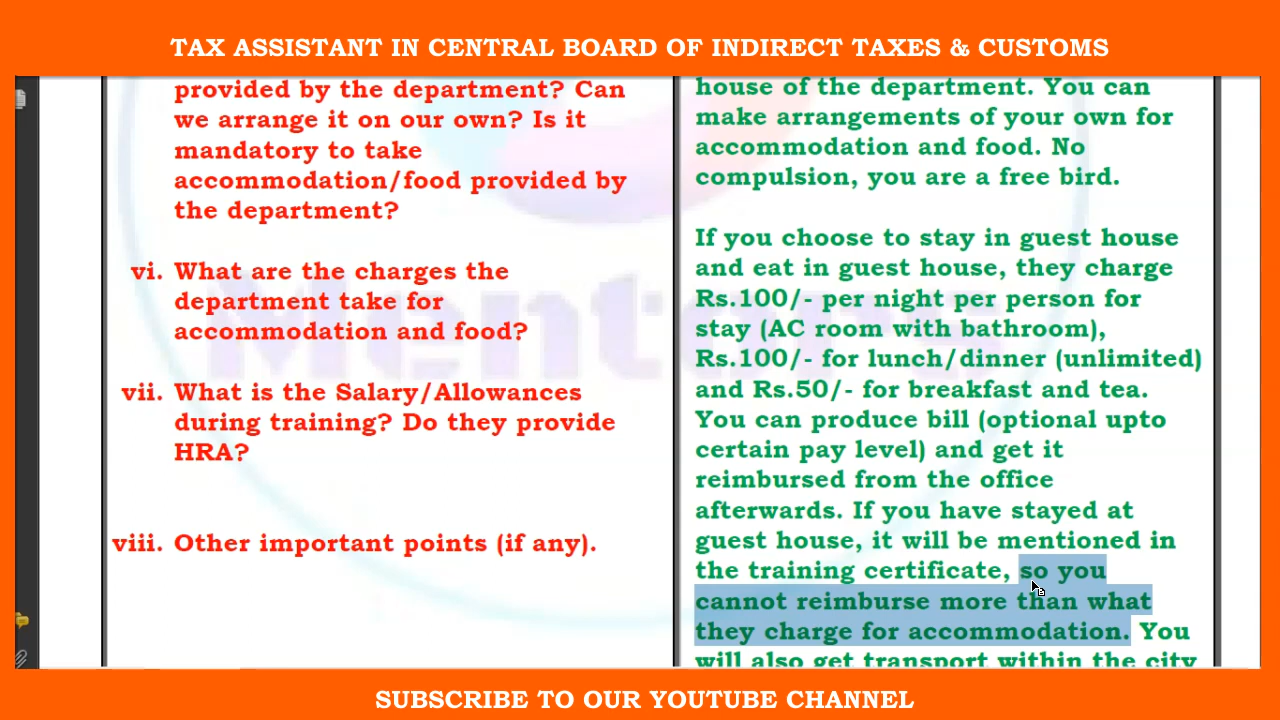 TAX ASSISTANT IN CENTRAL BOARD OF INDIRECT TAXES & CUSTOMS
provided by the department? Can
we arrange it on our own? Is it
mandatory to take
accommodation/food provided by
the department?
vi. What are the charges the
department take for
accommodation and food?
vii. What is the Salary/Allowances
during training? Do they provide
HRA?
viii. Other important points (if any).
house of the department. You can
make arrangements of your own for
accommodation and food. No
compulsion, you are a free bird.
If you choose to stay in guest house
and eat in guest house, they charge
Rs.100/- per night per person for
stay (AC room with bathroom),
Rs.100/- for lunch/dinner (unlimited)
and Rs.50/- for breakfast and tea.
You can produce bill (optional upto
certain pay level) and get it
reimbursed from the office
afterwards. If you have stayed at
guest house, it will be mentioned in
the training certificate, so you
cannot reimburse more than what
they charge for accommodation. You
will also get transport within the city
Mentors
SUBSCRIBE TO OUR YOUTUBE CHANNEL